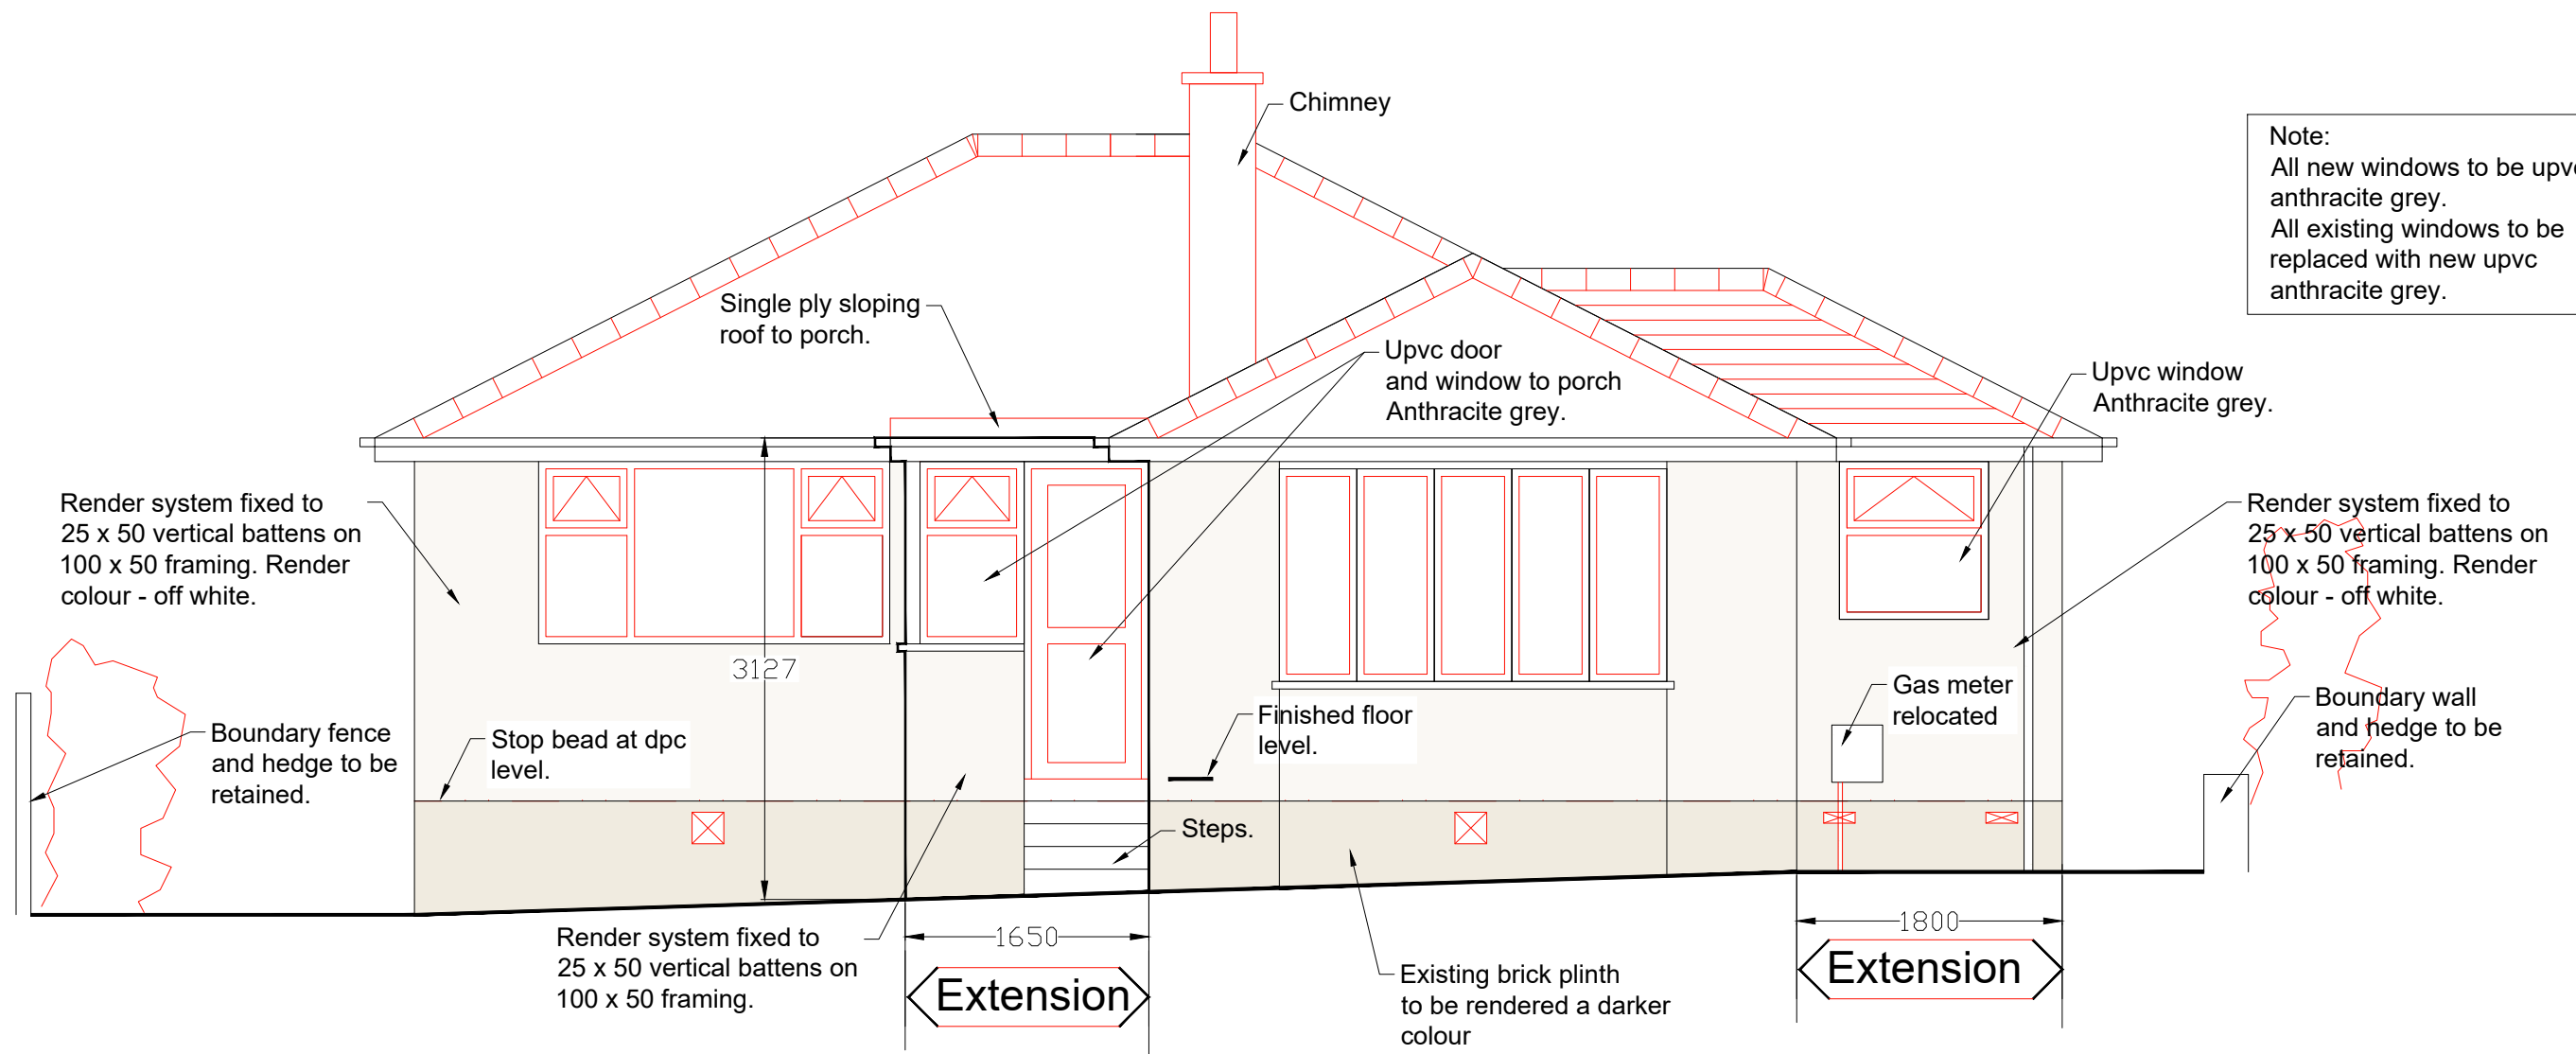 Chimney
Note:
All new windows to be upvc
anthracite grey.
All existing windows to be
replaced with new upvc
anthracite grey.
Single ply sloping
roof to porch.
Upvc door
and window to porch
Anthracite grey.
Upvc window
Anthracite grey.
Render system fixed to
25 x 50 vertical battens on
100 x 50 framing. Render
colour - off white.
Render system fixed to
25 x 50 vertical battens on
100 x 50 framing. Render
colour - off white.
3127
Gas meter
relocated
Boundary wall
and hedge to be
retained.
Finished floor
level.
Boundary fence
and hedge to be
retained.
Stop bead at dpc
level.
Steps.
Render system fixed to
25 x 50 vertical battens on
100 x 50 framing.
1650
Extension
1800
Extension
Existing brick plinth
to be rendered a darker
colour